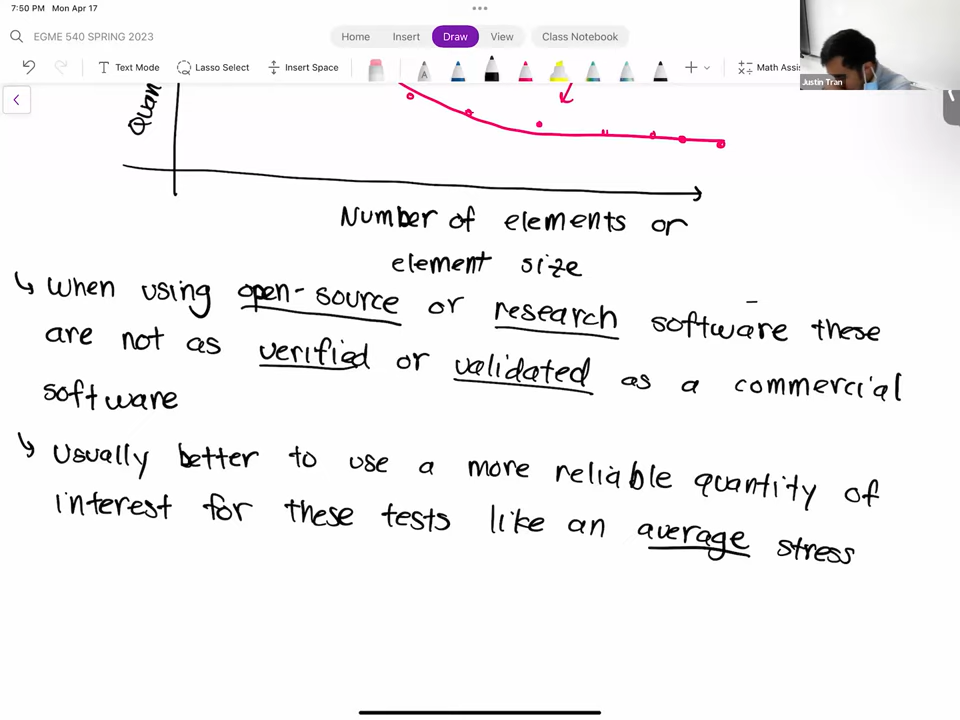 7:50 PM Mon Apr 17
EGME 540 SPRING 2023
Home Insert Draw View Class Notebook
Text Mode Lasso Select Insert Space Math Assis
Justin Tran
Quan
Number of elements or
element size
↳ When using open-source or research software these
are not as verified or validated as a commercial
software
↳ Usually better to use a more reliable quantity of
interest for these tests like an average stress